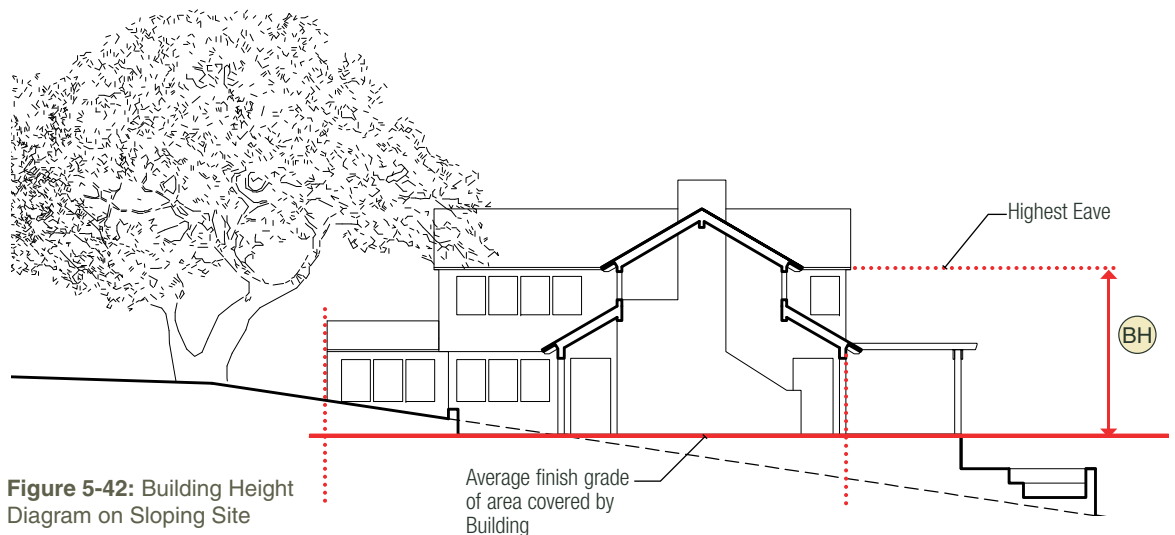 Highest Eave
BH
Average finish grade
of area covered by
Building
Figure 5-42: Building Height
Diagram on Sloping Site